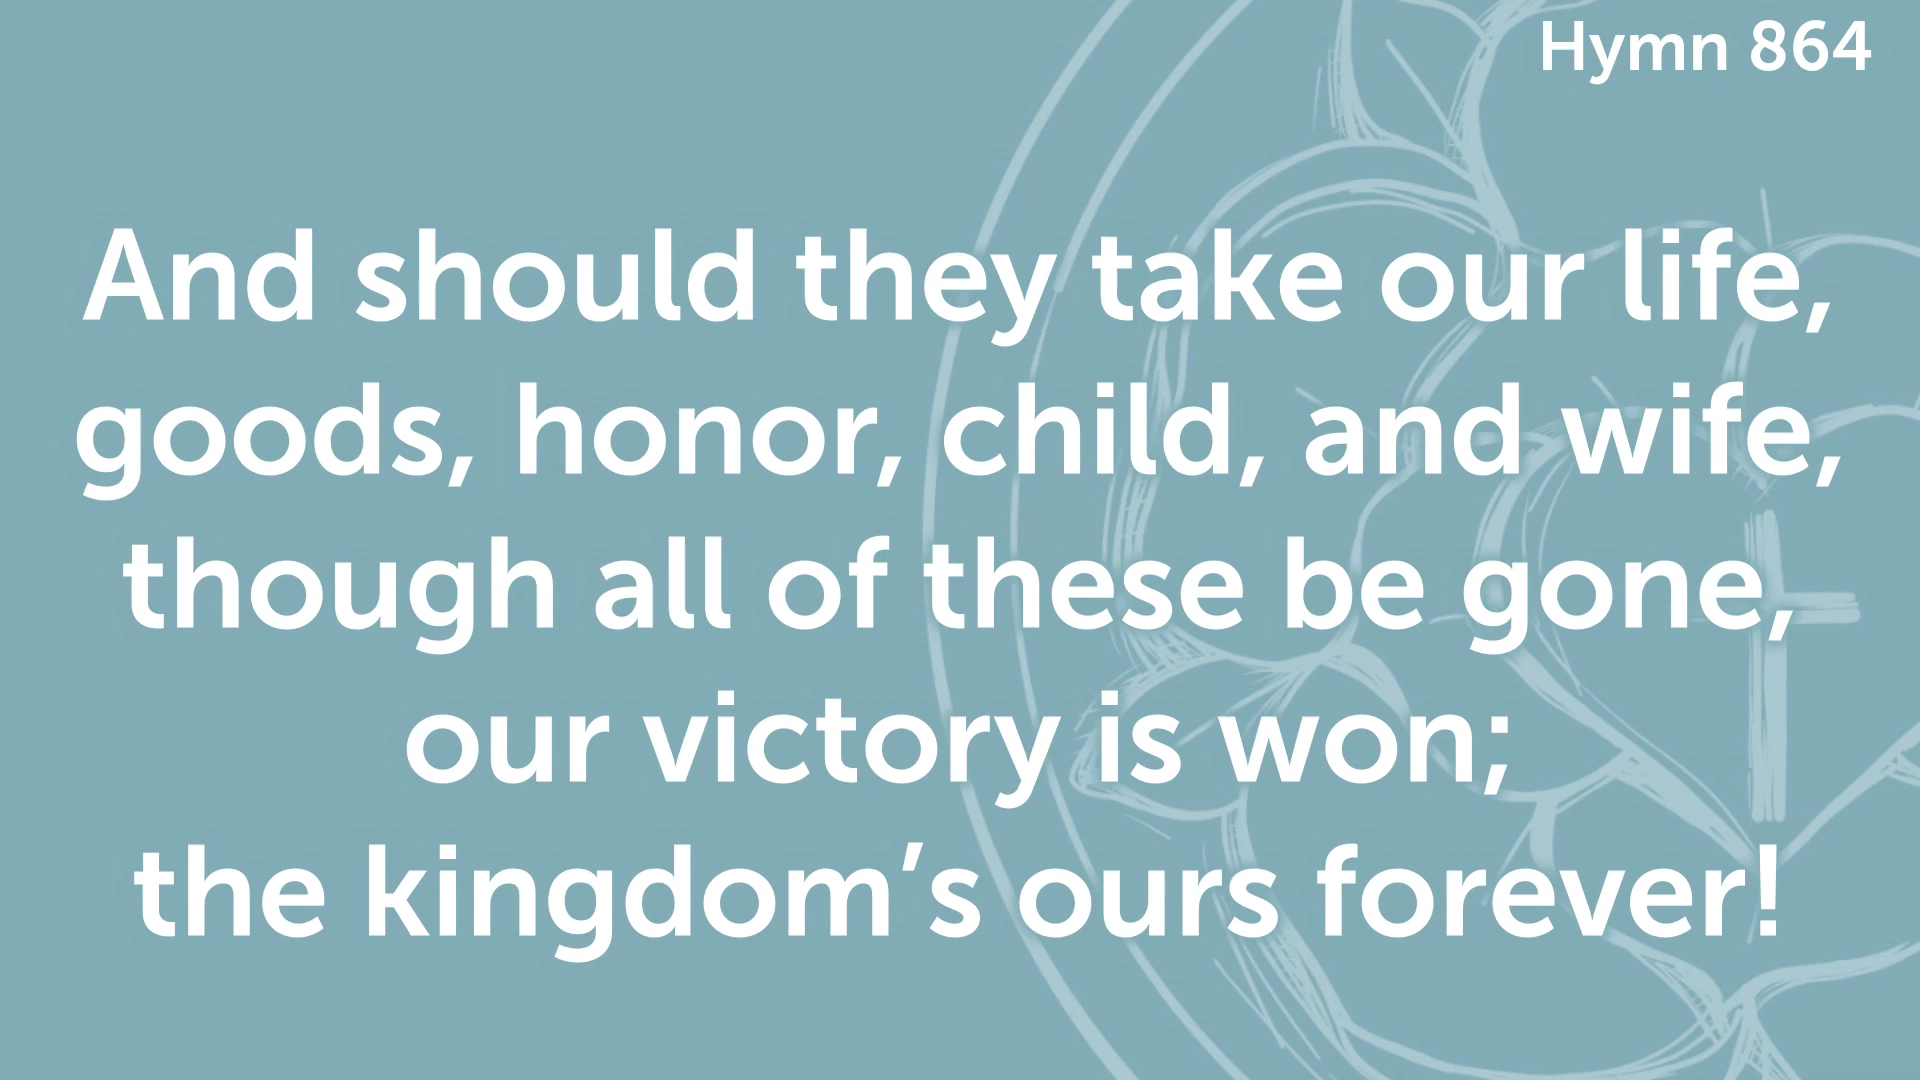 Hymn 864
And should they take our life,
goods, honor, child, and wife,
though all of these be gone,
our victory is won;
the kingdom’s ours forever!